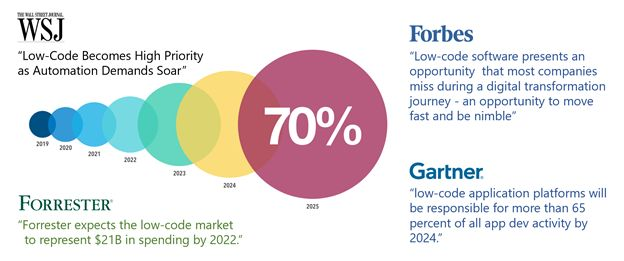 THE WALL STREET JOURNAL
WSJ
“Low-Code Becomes High Priority
as Automation Demands Soar”
2019
2020
2021
2022
2023
2024
70%
2025
FORRESTER®
“Forrester expects the low-code market
to represent $21B in spending by 2022.”
Forbes
“Low-code software presents an
opportunity that most companies
miss during a digital transformation
journey - an opportunity to move
fast and be nimble”
Gartner
“low-code application platforms will
be responsible for more than 65
percent of all app dev activity by
2024.”